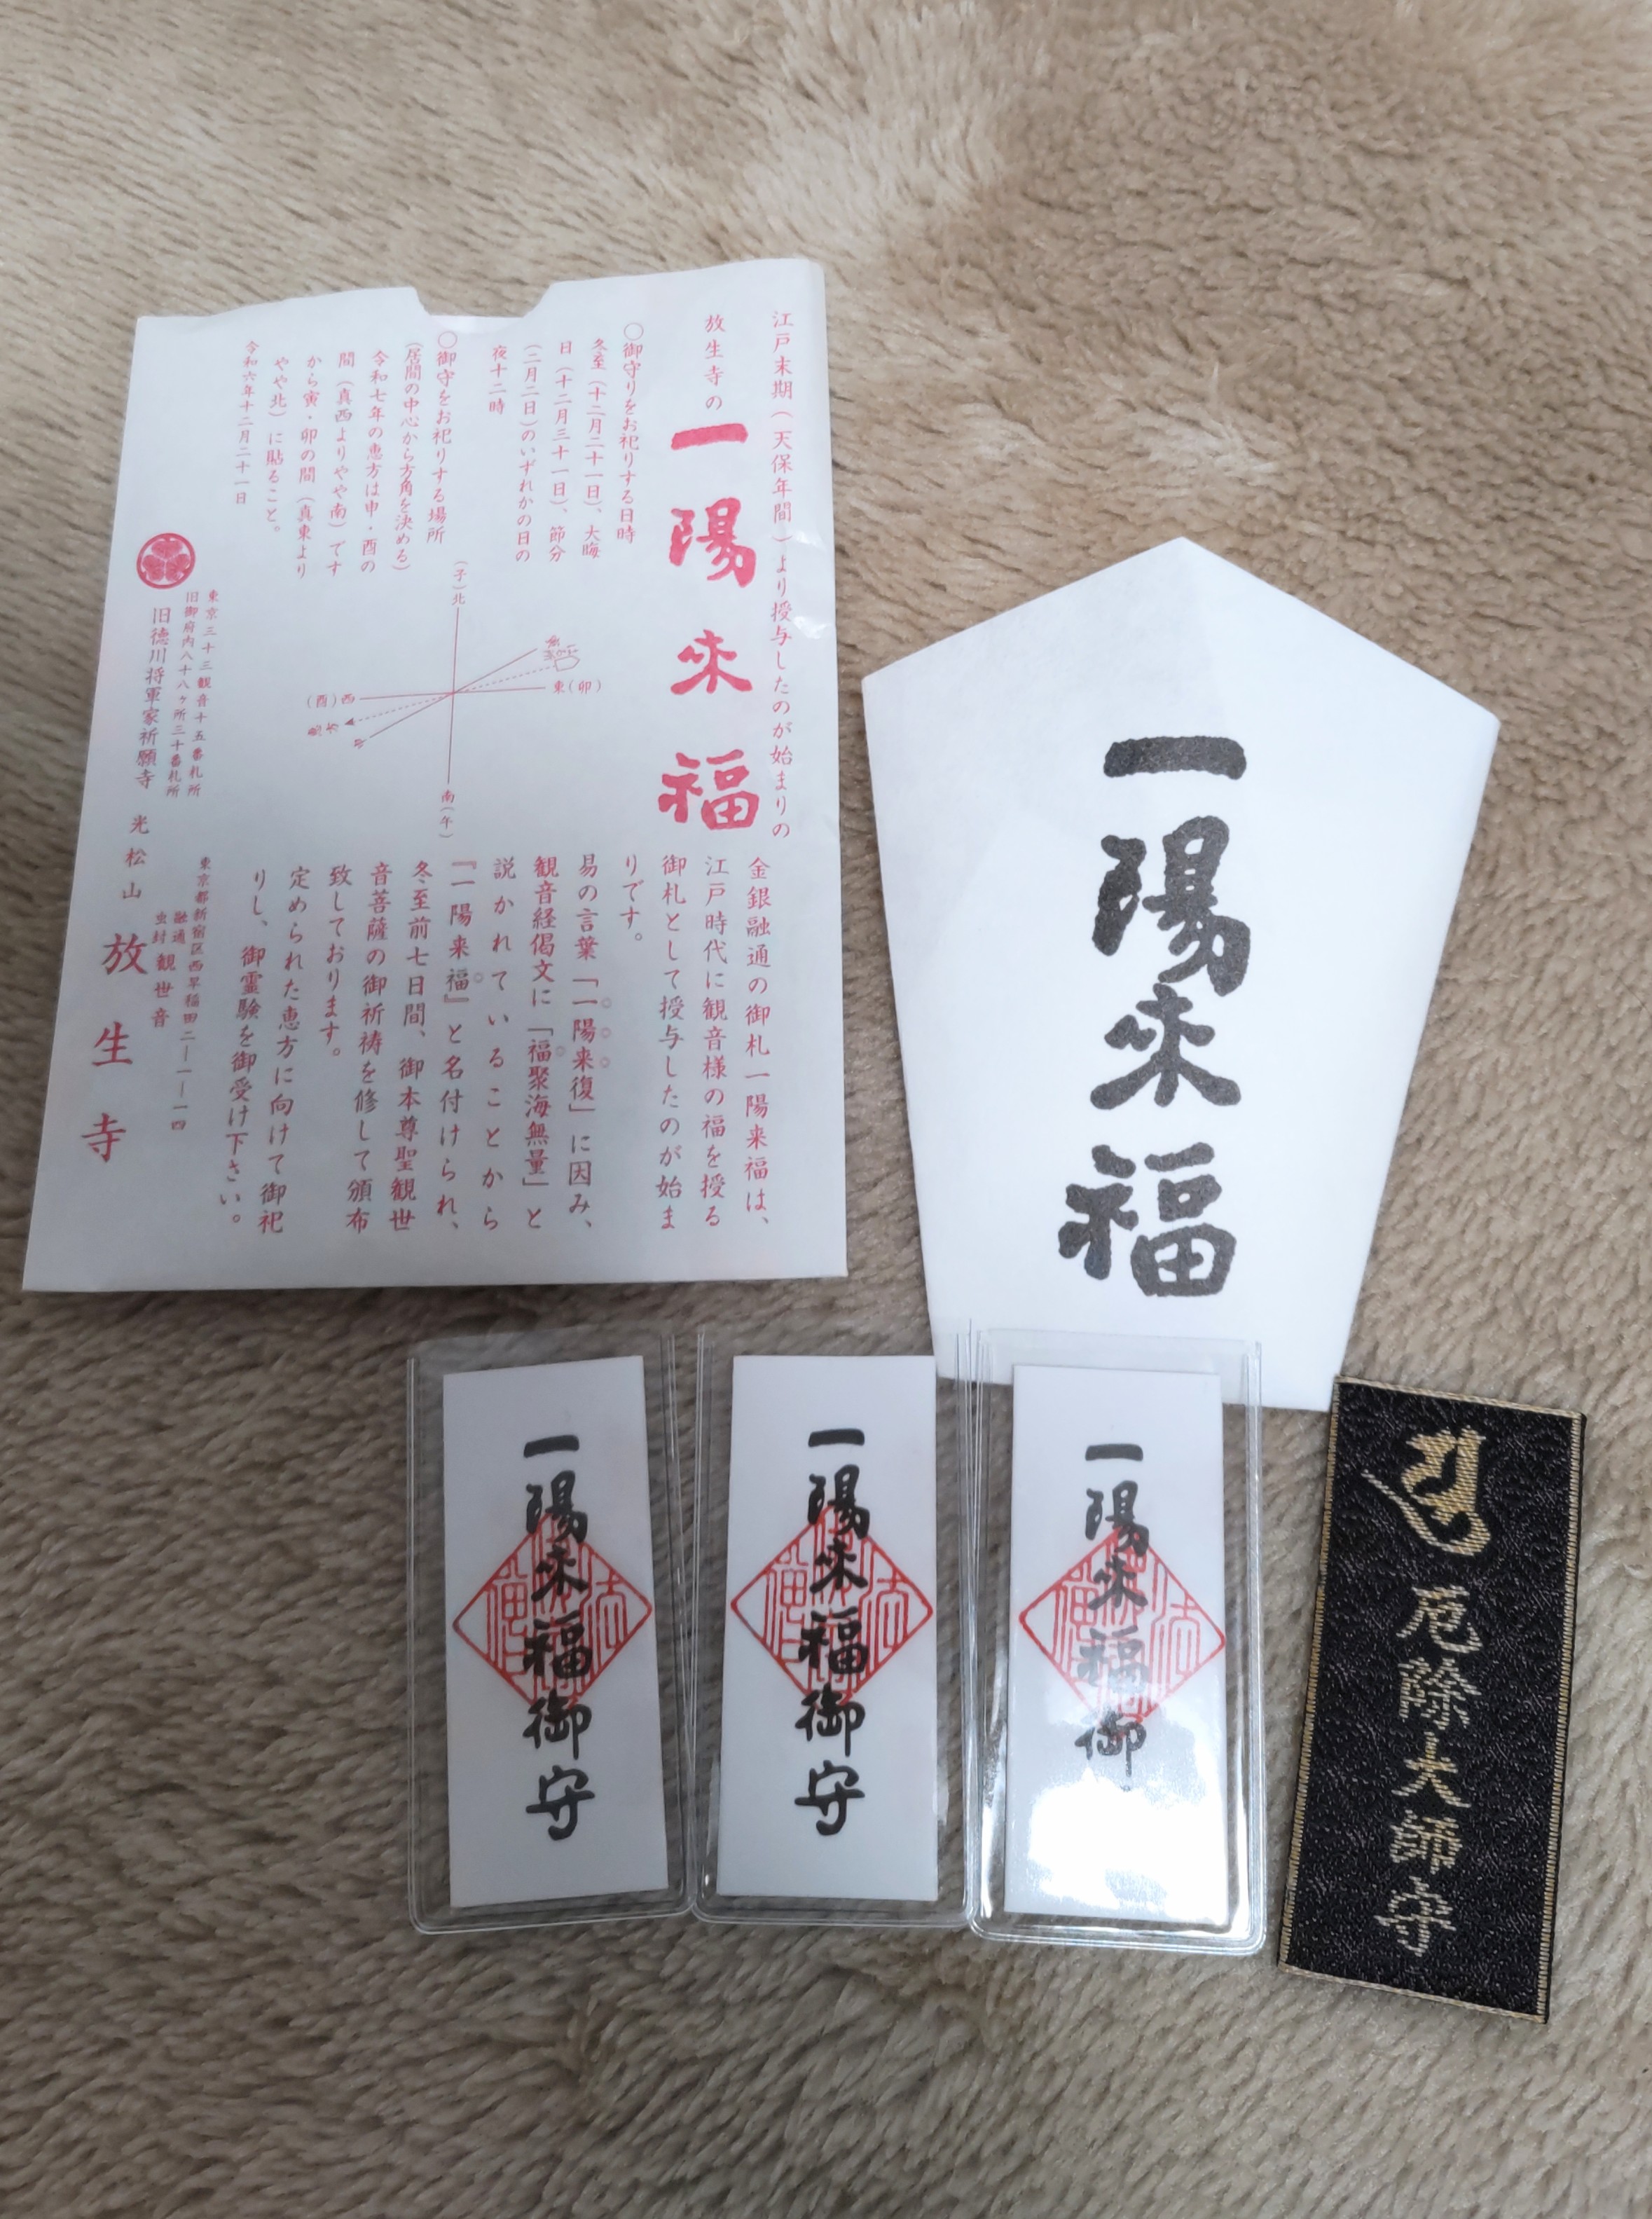 江戸末期(天保年間)より授与したのが始まりの
放生寺の
一陽来福
○御守りをお祀りする日時
冬至(十二月二十一日)、大晦
日(十二月三十一日)、節分
(二月二日)のいずれかの日の
夜十二時
○御守をお祀りする場所
(居間の中心から方角を決める)
令和七年の恵方は申・酉の
間(真西よりやや南)です
から寅・卯の間(真東より
やや北)に貼ること。
令和六年十二月二十一日
(子)北
東(卯)
南(午)
(酉)西
金銀融通の御札一陽来福は、
江戸時代に観音様の福を授る
御札として授与したのが始ま
りです。
易の言葉「一陽来復」に因み、
観音経偈文に「福聚海無量」と
説かれていることから
『一陽来福』と名付けられ、
冬至前七日間、御本尊聖観世
音菩薩の御祈祷を修して頒布
致しております。
定められた恵方に向けて御祀
りし、御霊験を御受け下さい。
東京三十三観音十五番札所
旧御府内八十八ヶ所三十番札所
旧徳川将軍家祈願寺
光松山
放生寺
東京都新宿区西早稲田二ー一ー一四
融通
虫封
観世音
一陽来福
一陽来福御守
一陽来福御守
一陽来福御
厄除大師守